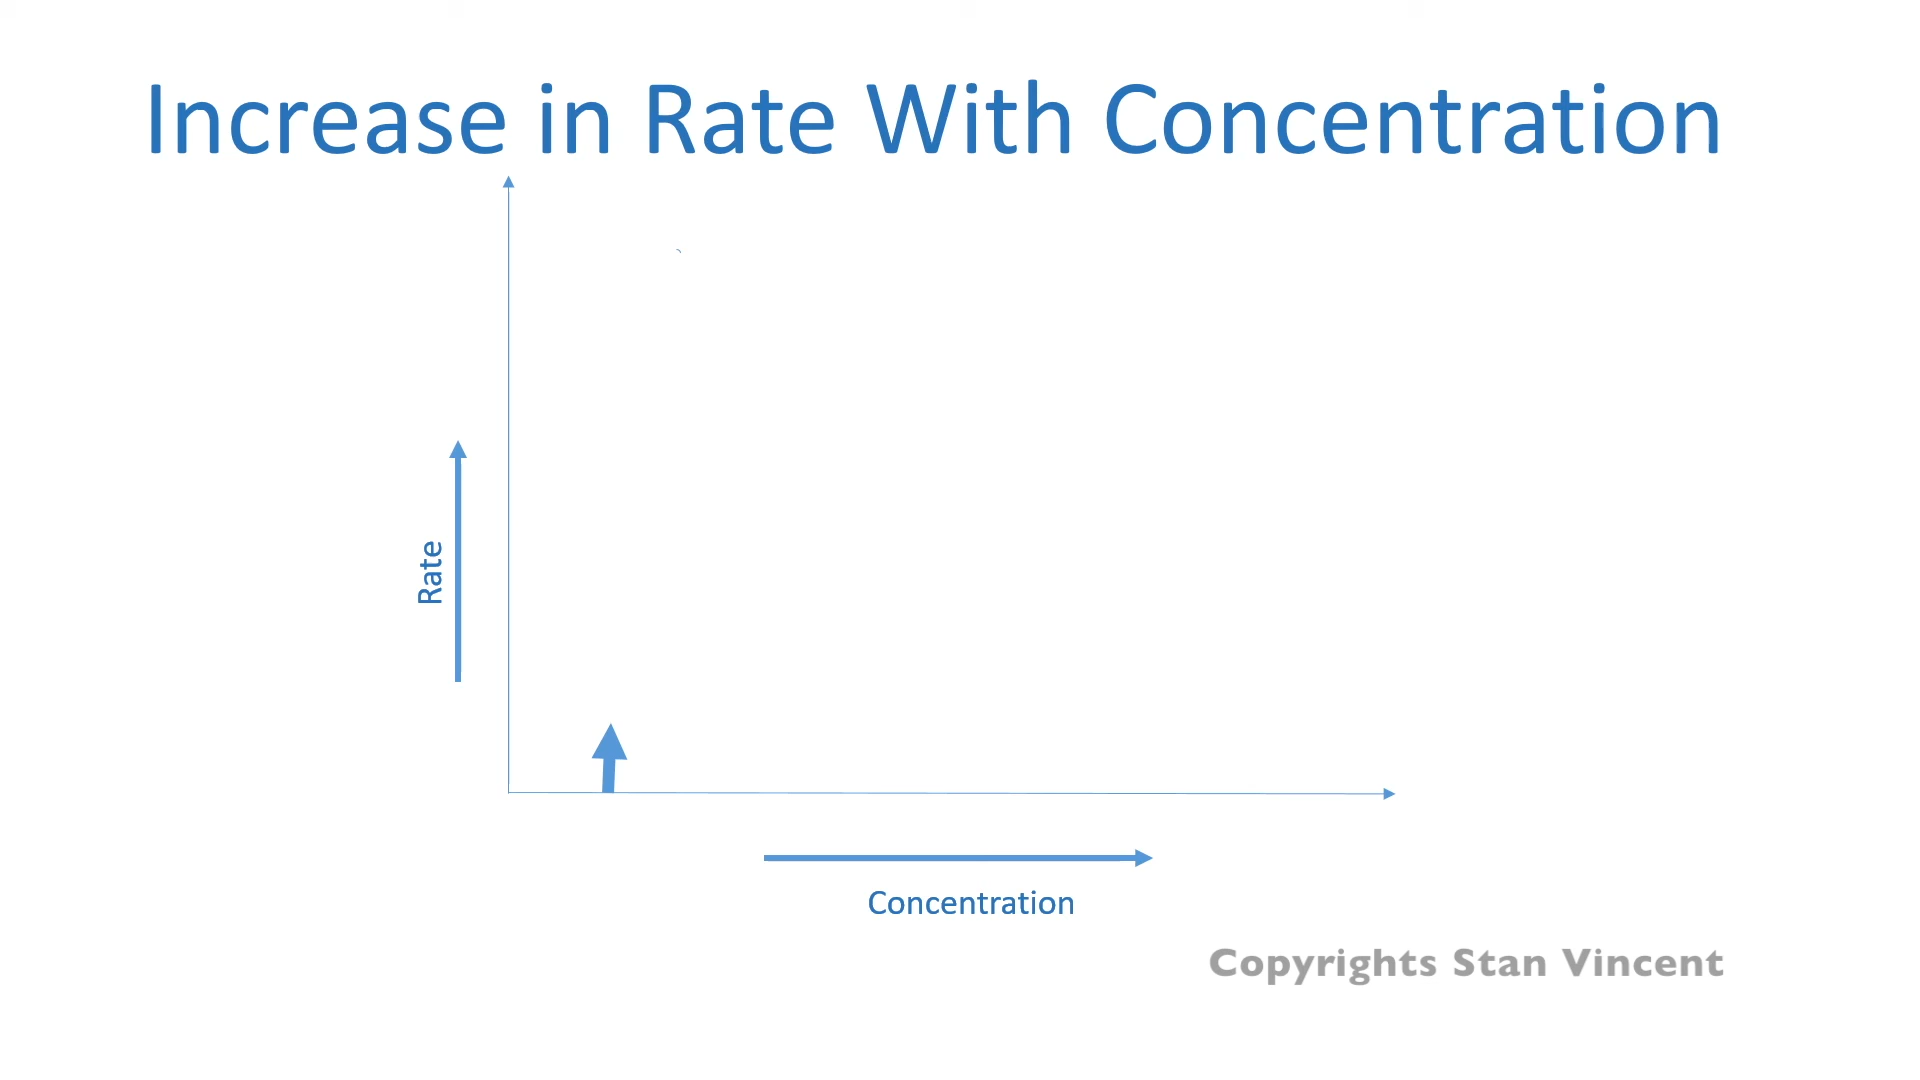 Increase in Rate With Concentration
Rate
Concentration
Copyrights Stan Vincent